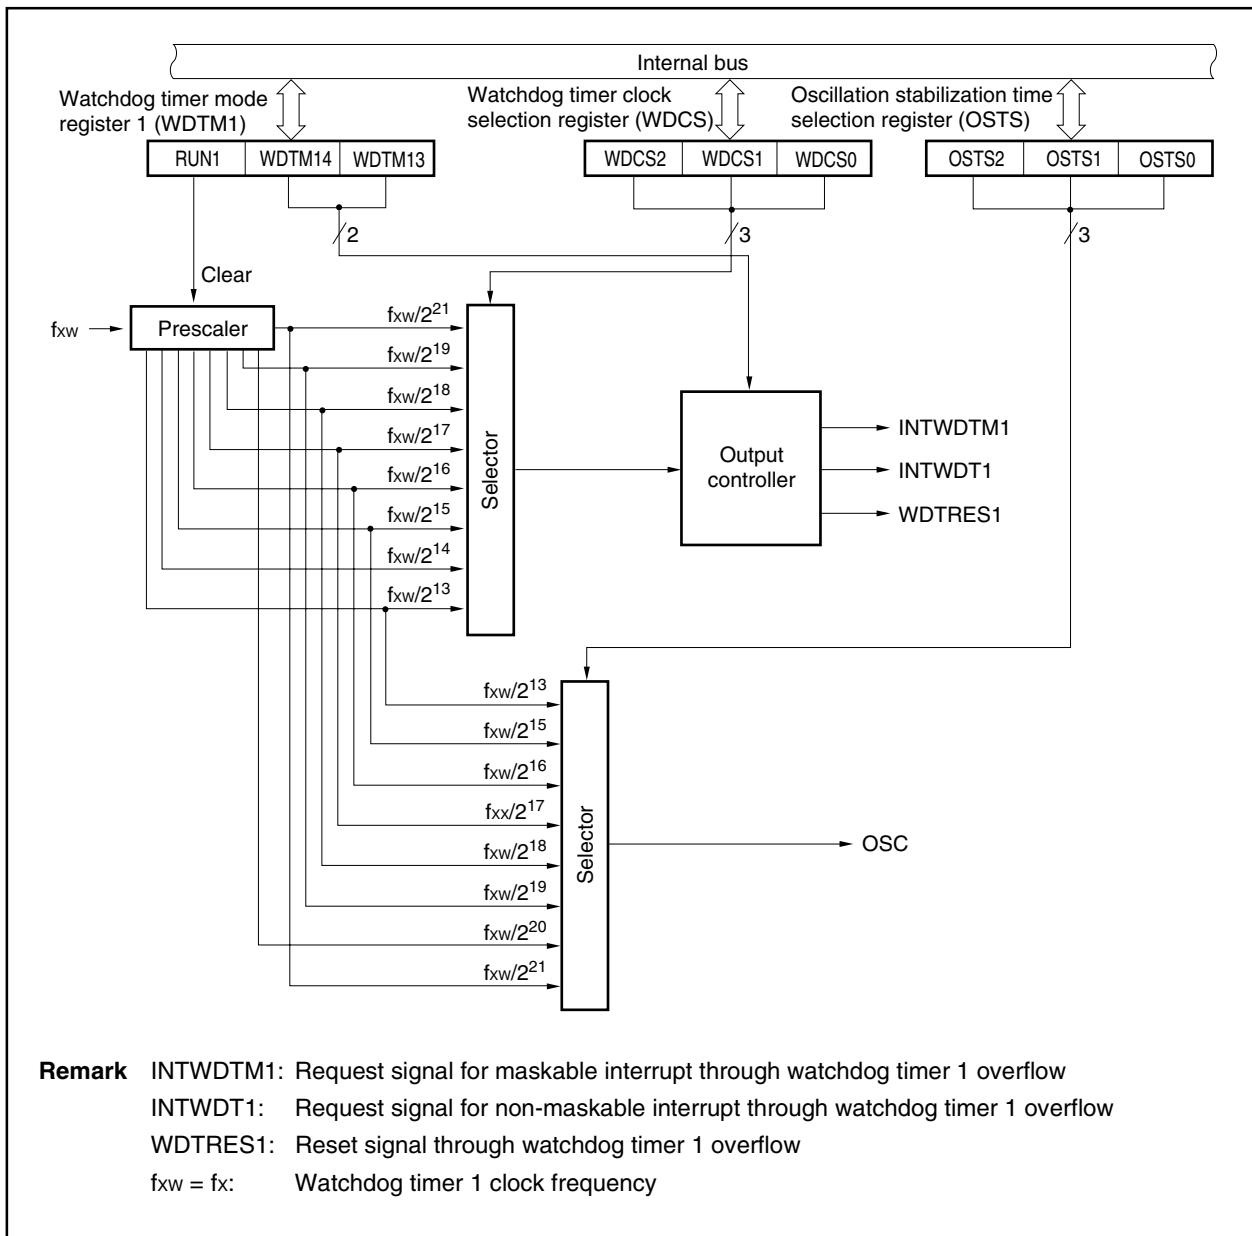 Internal bus
Watchdog timer mode
register 1 (WDTM1)
Watchdog timer clock
selection register (WDCS)
Oscillation stabilization time
selection register (OSTS)
RUN1 WDTM14 WDTM13
WDCS2 WDCS1 WDCS0
OSTS2 OSTS1 OSTS0
2
3
3
Clear
fxw
Prescaler
fxw/2^21
fxw/2^19
fxw/2^18
fxw/2^17
fxw/2^16
fxw/2^15
fxw/2^14
fxw/2^13
Selector
Output
controller
INTWDTM1
INTWDT1
WDTRES1
fxw/2^13
fxw/2^15
fxw/2^16
fxx/2^17
fxw/2^18
fxw/2^19
fxw/2^20
fxw/2^21
Selector
OSC
Remark INTWDTM1: Request signal for maskable interrupt through watchdog timer 1 overflow
INTWDT1: Request signal for non-maskable interrupt through watchdog timer 1 overflow
WDTRES1: Reset signal through watchdog timer 1 overflow
fxw = fx: Watchdog timer 1 clock frequency